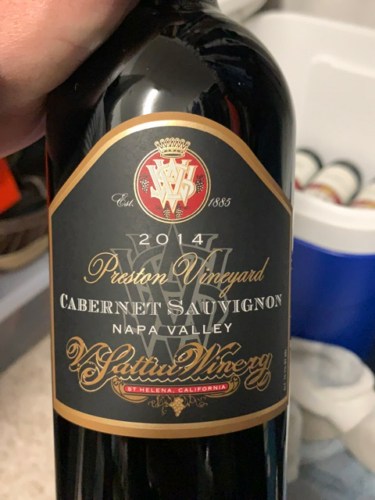 Est. 1885
2014
Preston Vineyard
CABERNET SAUVIGNON
NAPA VALLEY
V. Sattui Winery
ST. HELENA, CALIFORNIA